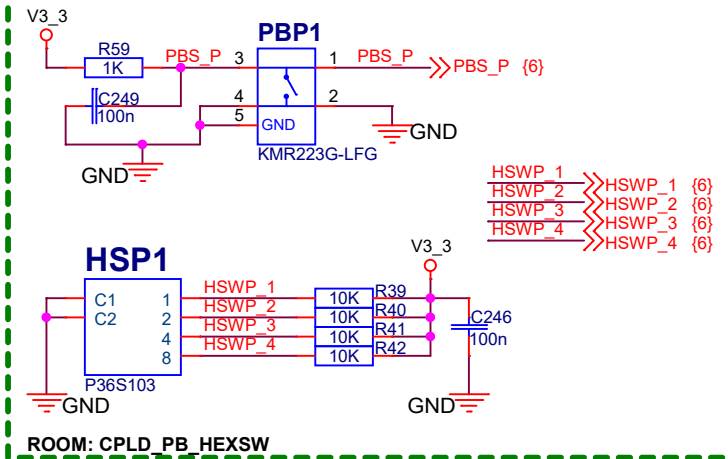 V3_3
PBP1
R59
1K
PBS_P
3
1
PBS_P
PBS_P {6}
C249
100n
4
2
5
GND
GND
KMR223G-LFG
GND
HSWP_1
HSWP_1 {6}
HSWP_2
HSWP_2 {6}
HSWP_3
HSWP_3 {6}
HSWP_4
HSWP_4 {6}
V3_3
HSP1
C1
1
HSWP_1
10K
R39
C2
2
HSWP_2
10K
R40
C246
4
HSWP_3
10K
R41
100n
8
HSWP_4
10K
R42
P36S103
GND
GND
ROOM: CPLD_PB_HEXSW